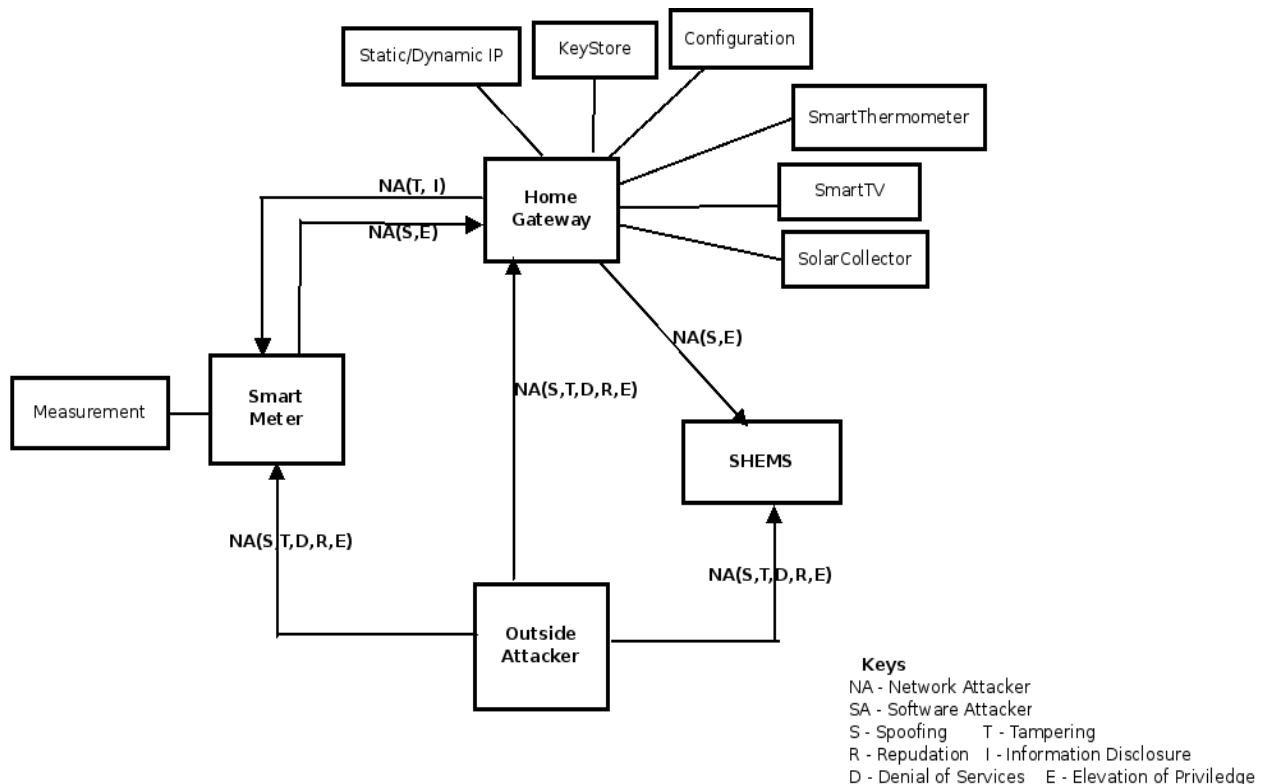 Static/Dynamic IP
KeyStore
Configuration
SmartThermometer
SmartTV
SolarCollector
Home
Gateway
NA(T, I)
NA(S,E)
NA(S,E)
NA(S,T,D,R,E)
Measurement
Smart
Meter
SHEMS
NA(S,T,D,R,E)
NA(S,T,D,R,E)
Outside
Attacker
Keys
NA - Network Attacker
SA - Software Attacker
S - Spoofing T - Tampering
R - Repudation I - Information Disclosure
D - Denial of Services E - Elevation of Priviledge